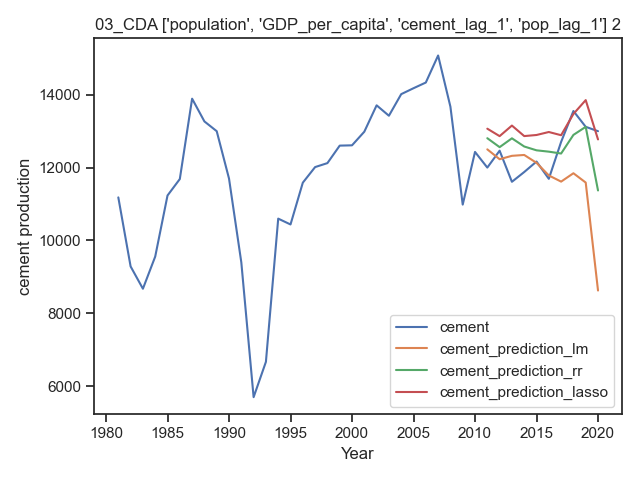 03_CDA ['population', 'GDP_per_capita', 'cement_lag_1', 'pop_lag_1'] 2
14000
12000
10000
8000
6000
cement production
cement
cement_prediction_lm
cement_prediction_rr
cement_prediction_lasso
1980 1985 1990 1995 2000 2005 2010 2015 2020
Year